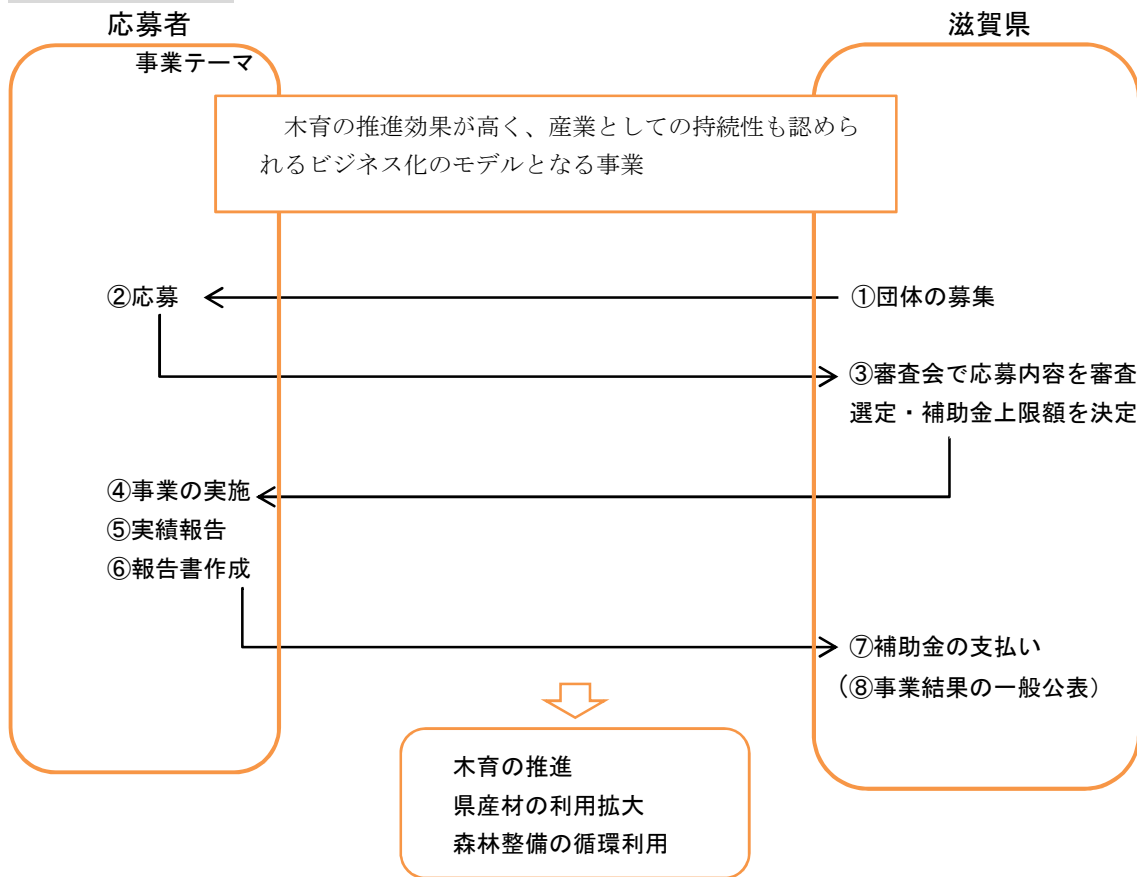 応募者
滋賀県
事業テーマ
木育の推進効果が高く、産業としての持続性も認めら
れるビジネス化のモデルとなる事業
②応募
①団体の募集
③審査会で応募内容を審査
選定・補助金上限額を決定
④事業の実施
⑤実績報告
⑥報告書作成
⑦補助金の支払い
（⑧事業結果の一般公表）
木育の推進
県産材の利用拡大
森林整備の循環利用